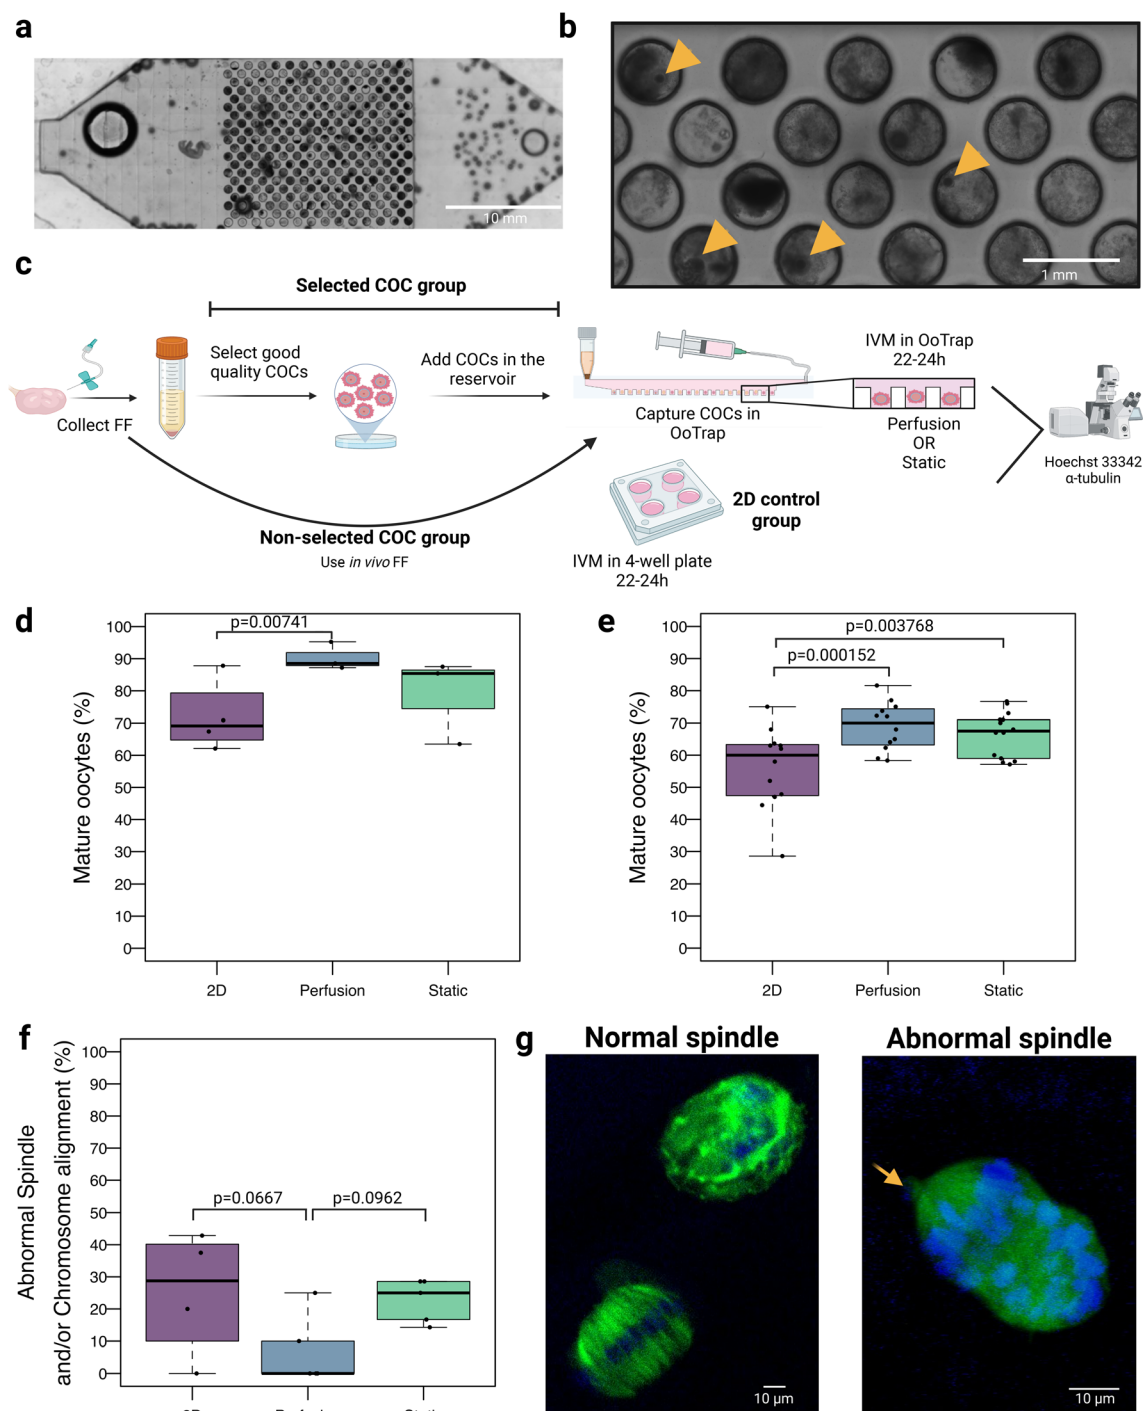 a
b
10 mm
1 mm
c
Selected COC group
Select good
quality COCs
Add COCs in the
reservoir
IVM in OoTrap
22-24h
Collect FF
Capture COCs in
OoTrap
Perfusion
OR
Static
Hoechst 33342
α-tubulin
2D control
group
Non-selected COC group
Use in vivo FF
IVM in 4-well plate
22-24h
d
Mature oocytes (%)
100
90
80
70
60
50
40
30
20
10
0
p=0.00741
2D Perfusion Static
e
Mature oocytes (%)
100
90
80
70
60
50
40
30
20
10
0
p=0.003768
p=0.000152
2D Perfusion Static
f
Abnormal Spindle
and/or Chromosome alignment (%)
100
90
80
70
60
50
40
30
20
10
0
p=0.0667 p=0.0962
g
Normal spindle
Abnormal spindle
10 µm
10 µm